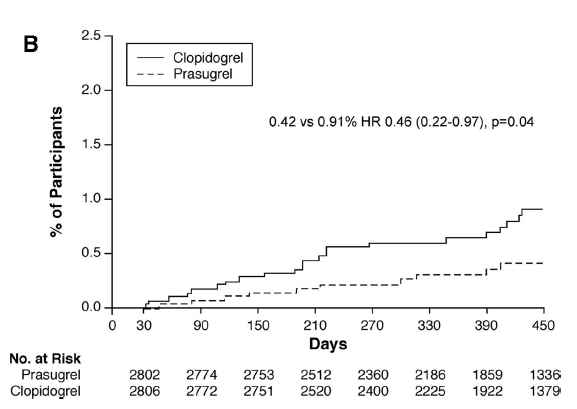 B
2.5
2.0
1.5
1.0
0.5
0.0
% of Participants
Clopidogrel
Prasugrel
0.42 vs 0.91% HR 0.46 (0.22-0.97), p=0.04
0 30 90 150 210 270 330 390 450
Days
No. at Risk
Prasugrel 2802 2774 2753 2512 2360 2186 1859 1336
Clopidogrel 2806 2772 2751 2520 2400 2225 1922 1379